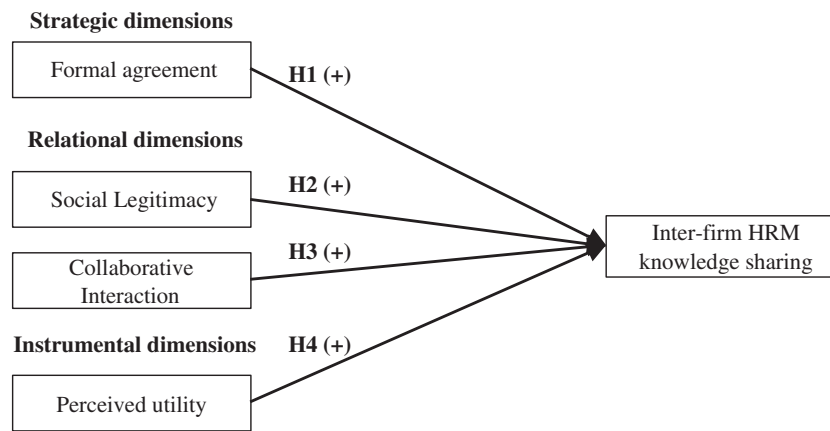 Strategic dimensions
Formal agreement
H1 (+)
Relational dimensions
Social Legitimacy
H2 (+)
Collaborative
Interaction
H3 (+)
Inter-firm HRM
knowledge sharing
Instrumental dimensions
H4 (+)
Perceived utility